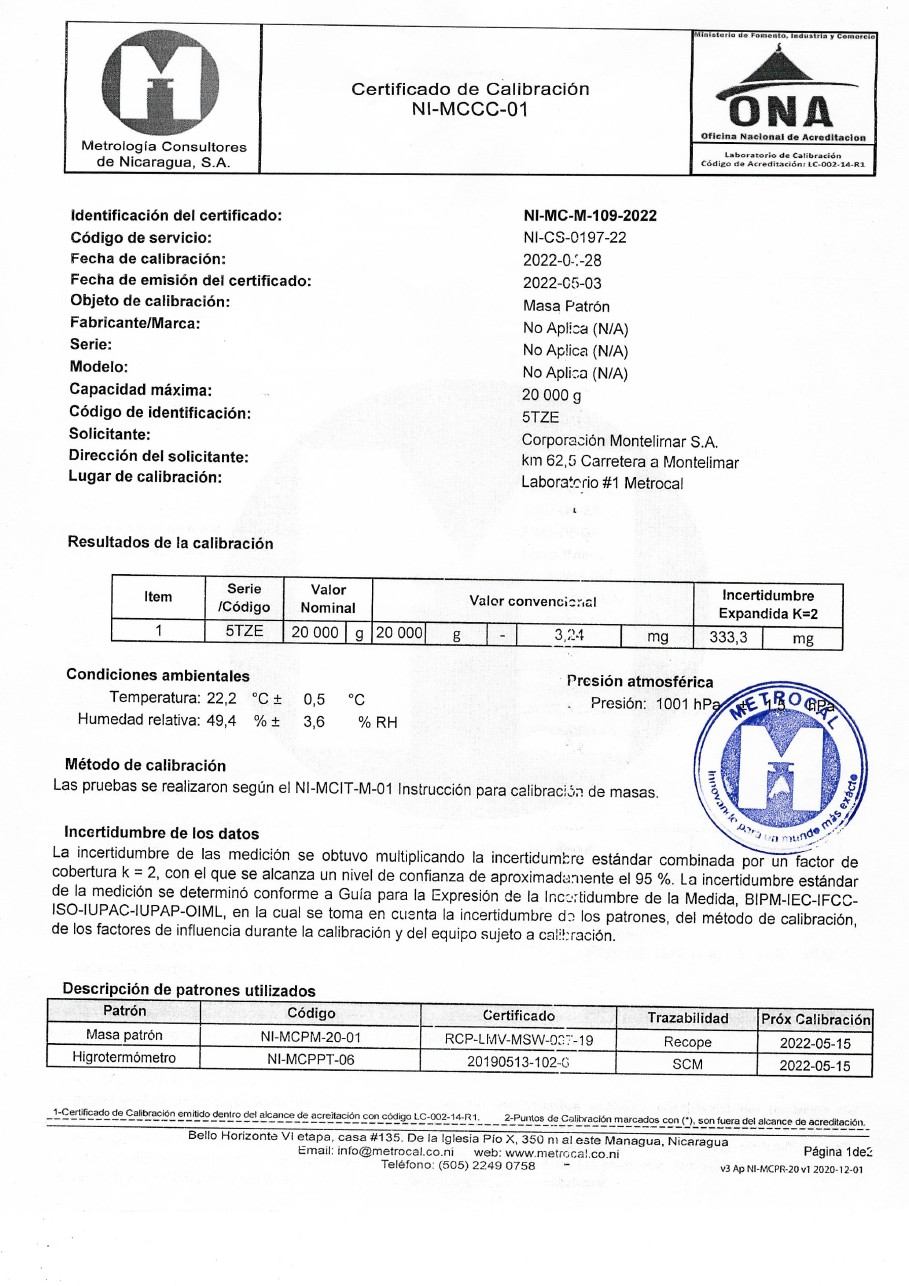 Metrología Consultores
de Nicaragua, S.A.
Certificado de Calibración
NI-MCCC-01
Ministerio de Fomento, Industria y Comercio
ONA
Oficina Nacional de Acreditacion
Laboratorio de Calibración
Código de Acreditación: LC-002-14-R1
Identificación del certificado: NI-MC-M-109-2022
Código de servicio: NI-CS-0197-22
Fecha de calibración:
Fecha de emisión del certificado: 2022-05-03
Objeto de calibración: Masa Patrón
Fabricante/Marca: No Aplica (N/A)
Serie: No Aplica (N/A)
Modelo: No Aplica (N/A)
Capacidad máxima: 20 000 g
Código de identificación: 5TZE
Solicitante: Corporación Montelimar S.A.
Dirección del solicitante: km 62,5 Carretera a Montelimar
Lugar de calibración: Laboratorio #1 Metrocal
Resultados de la calibración
Item Serie /Código Valor Nominal Valor convencional Incertidumbre Expandida K=2
1 5TZE 20 000 g 20 000 g - 3,24 mg 333,3 mg
Condiciones ambientales
Temperatura: 22,2 °C ± 0,5 °C
Humedad relativa: 49,4 % ± 3,6 % RH
Presión atmosférica
Presión: 1001 hPa ± 1,5 hPa
METROCAL
Innovando para un mundo más exacto
Método de calibración
Las pruebas se realizaron según el NI-MCIT-M-01 Instrucción para calibración de masas.
Incertidumbre de los datos
La incertidumbre de las medición se obtuvo multiplicando la incertidumbre estándar combinada por un factor de
cobertura k = 2, con el que se alcanza un nivel de confianza de aproximadamente el 95 %. La incertidumbre estándar
de la medición se determinó conforme a Guía para la Expresión de la Incertidumbre de la Medida, BIPM-IEC-IFCC-
ISO-IUPAC-IUPAP-OIML, en la cual se toma en cuenta la incertidumbre de los patrones, del método de calibración,
de los factores de influencia durante la calibración y del equipo sujeto a calibración.
Descripción de patrones utilizados
Patrón Código Certificado Trazabilidad Próx Calibración
Masa patrón NI-MCPM-20-01 RCP-LMV-MSW-037-19 Recope 2022-05-15
Higrotermómetro NI-MCPPT-06 SCM 2022-05-15
1-Certificado de Calibración emitido dentro del alcance de acreitación con código LC-002-14-R1. 2-Puntos de Calibración marcados con (*), son fuera del alcance de acreditación.
Bello Horizonte VI etapa, casa #135. De la Iglesia Pío X, 350 m al este Managua, Nicaragua
Email: info@metrocal.co.ni web: www.metrocal.co.ni
Teléfono: (505) 2249 0758
Página 1de2
v3 Ap NI-MCPR-20 v1 2020-12-01